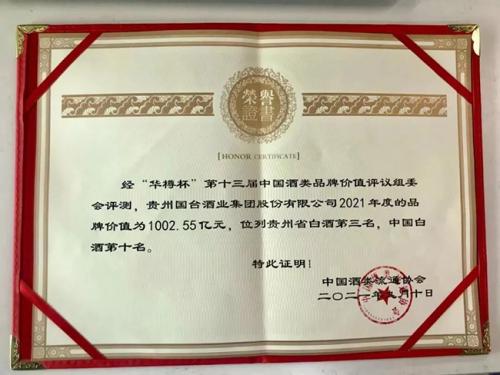 榮譽
證書
[HONOR CERTIFICATE]
经“华樽杯”第十三届中国酒类品牌价值评议组委
会评测，贵州国台酒业集团股份有限公司2021年度的品
牌价值为1002.55亿元，位列贵州省白酒第三名，中国白
酒第十名。
特此证明！
中国酒类流通协会
二〇二一年九月十日